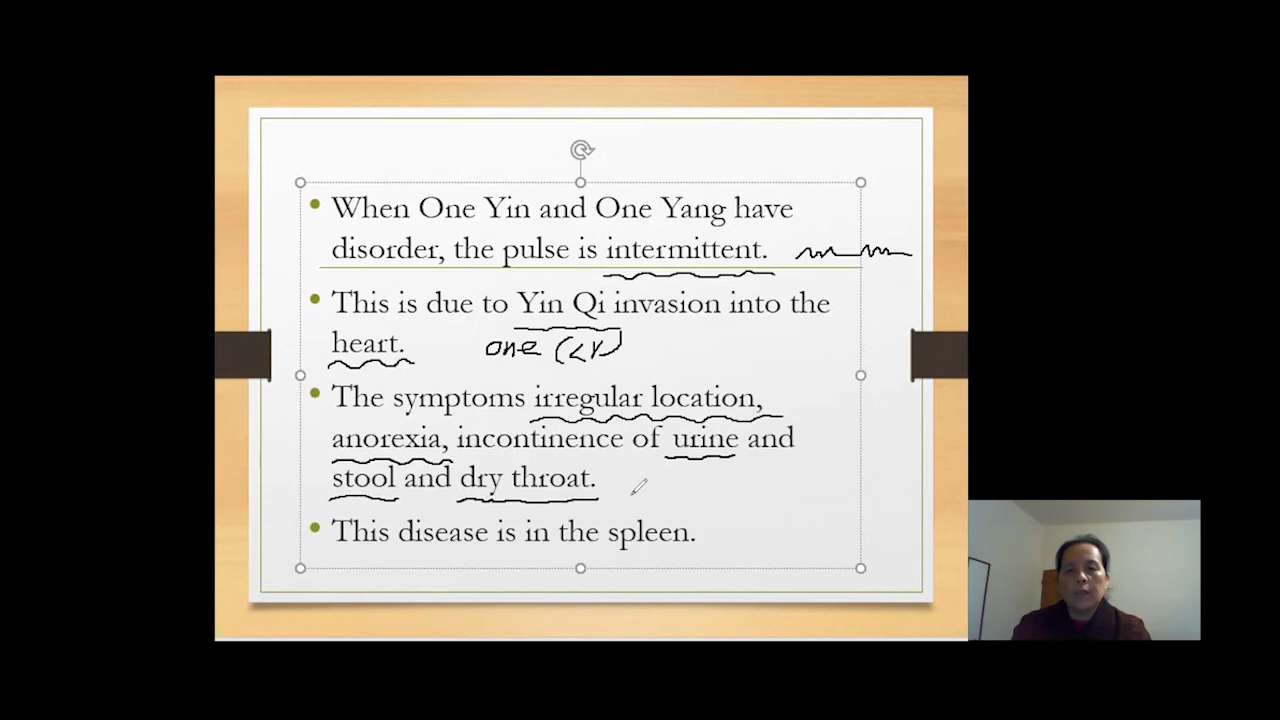 When One Yin and One Yang have
disorder, the pulse is intermittent.
This is due to Yin Qi invasion into the
heart.
one (LV)
The symptoms irregular location,
anorexia, incontinence of urine and
stool and dry throat.
This disease is in the spleen.